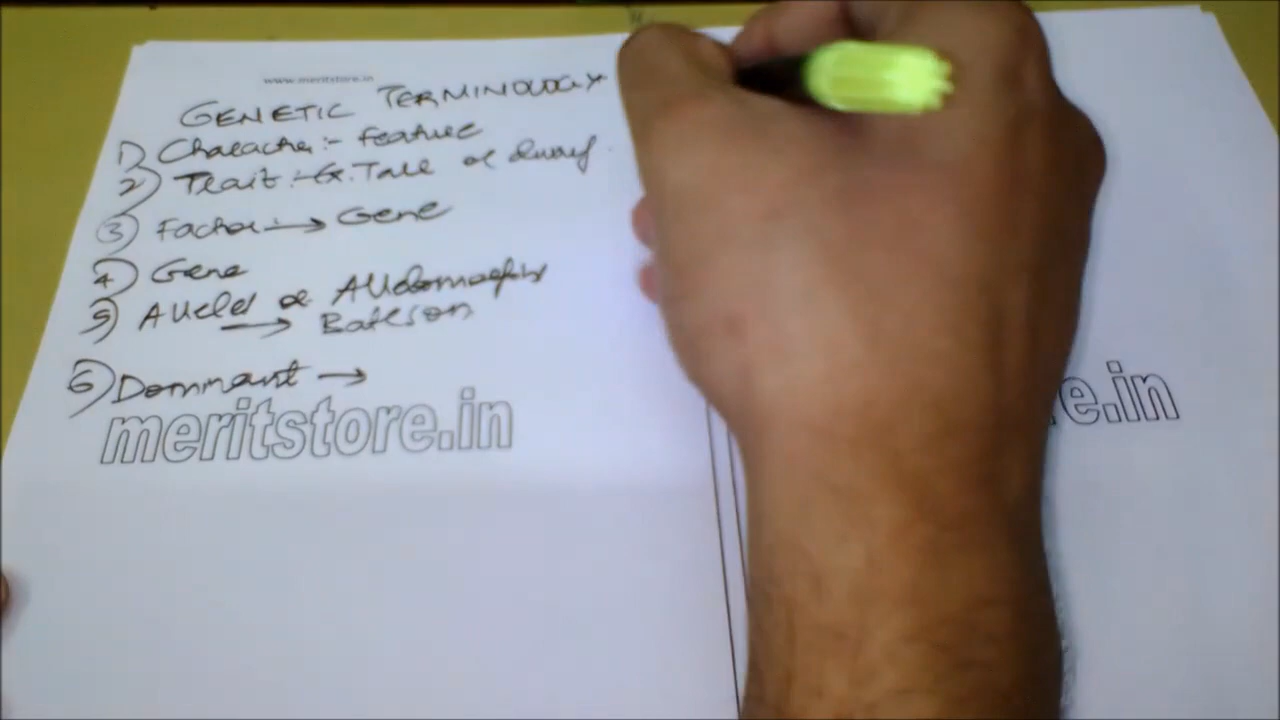 www.meritstore.in
GENETIC TERMINOLOGY
1) Character :- Feature
2) Trait :- Ex. Tall or dwarf
3) Factor :-> Gene
4) Gene
5) or Allelomorphs
-> Bateson
6) Dominant ->
meritstore.in
e.in